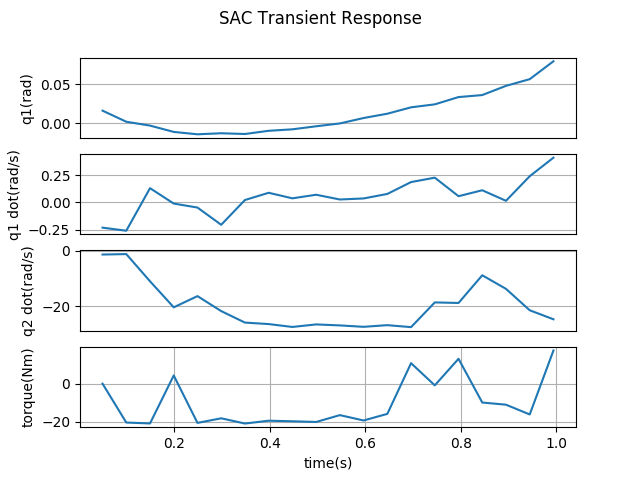 SAC Transient Response
q1(rad)
0.05
0.00
q1 dot(rad/s)
0.25
0.00
−0.25
q2 dot(rad/s)
0
−20
torque(Nm)
0
−20
0.2 0.4 0.6 0.8 1.0
time(s)